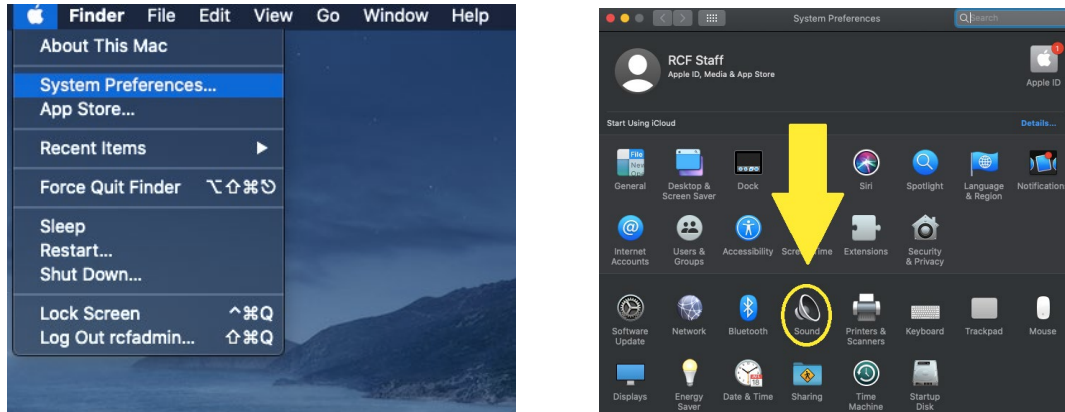 Finder File Edit View Go Window Help
About This Mac
System Preferences...
App Store...
Recent Items ▶
Force Quit Finder ⌥⇧⌘⎋
Sleep
Restart...
Shut Down...
Lock Screen ^⌘Q
Log Out rcfadmin... ⇧⌘Q
System Preferences
Search
RCF Staff
Apple ID, Media & App Store
1
Apple ID
Start Using iCloud Details...
File
New
General Desktop & Screen Saver Dock Siri Spotlight Language & Region Notification
Internet Accounts Users & Groups Accessibility Screen Time Extensions Security & Privacy
Software Update Network Bluetooth Sound Printers & Scanners Keyboard Trackpad Mouse
Displays Energy Saver Date & Time Sharing Time Machine Startup Disk